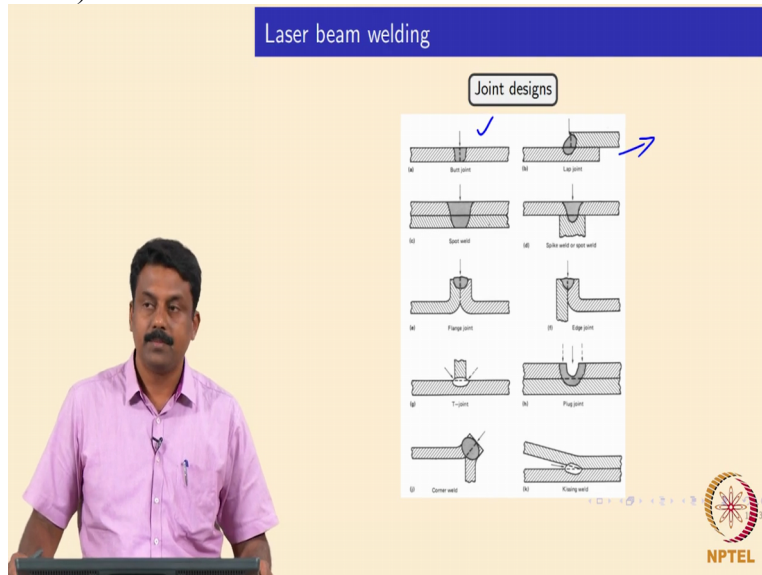 Laser beam welding
Joint designs
(a) Butt joint
(b) Lap joint
(c) Spot weld
(d) Spike weld or spot weld
(e) Flange joint
(f) Edge joint
(g) T-joint
(h) Plug joint
(j) Corner weld
(k) Kissing weld
NPTEL